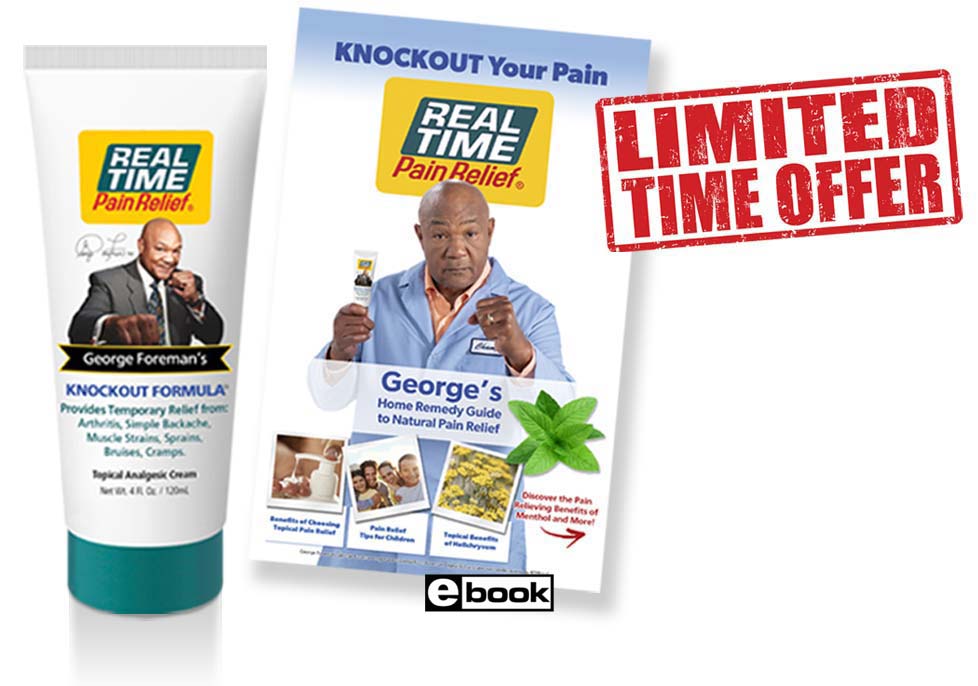 REAL
TIME
Pain Relief®
George Foreman's
KNOCKOUT FORMULA™
Provides Temporary Relief from:
Arthritis, Simple Backache,
Muscle Strains, Sprains,
Bruises, Cramps.
Topical Analgesic Cream
Net Wt. 4 Fl. Oz. / 120mL
KNOCKOUT Your Pain
REAL
TIME
Pain Relief®
REAL
TIME
George's
Home Remedy Guide
to Natural Pain Relief
Benefits of Choosing
Topical Pain Relief
Pain Relief
Tips for Children
Topical Benefits
of Helichrysum
Discover the Pain
Relieving Benefits of
Menthol and More!
ebook
LIMITED
TIME OFFER